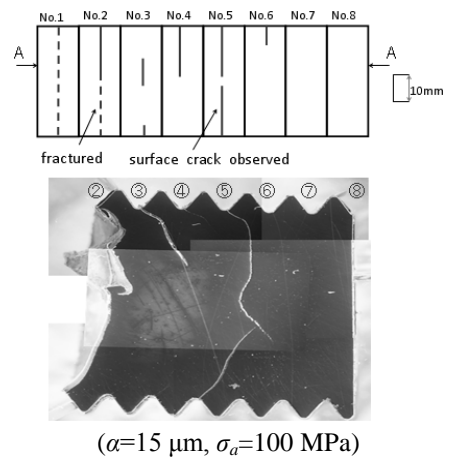 No.1 No.2 No.3 No.4 No.5 No.6 No.7 No.8
A A
10mm
fractured surface crack observed
② ③ ④ ⑤ ⑥ ⑦ ⑧
(α=15 μm, σₐ=100 MPa)